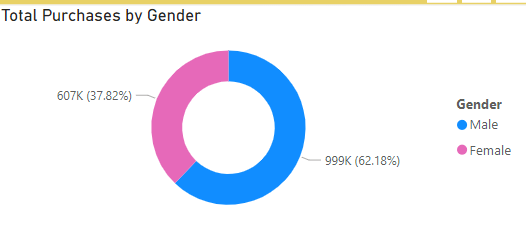 Total Purchases by Gender
607K (37.82%)
999K (62.18%)
Gender
Male
Female